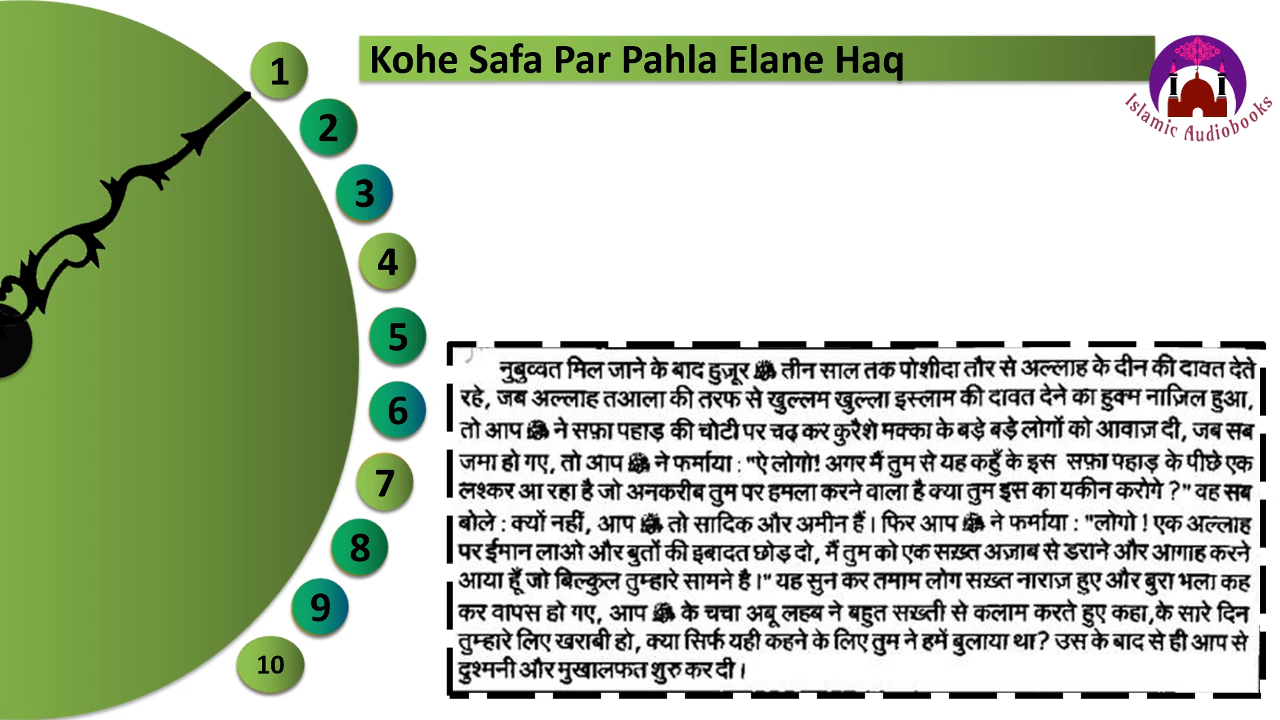 Kohe Safa Par Pahla Elane Haq
Islamic Audiobooks
1
2
3
4
5
6
7
8
9
10
नुबुव्वत मिल जाने के बाद हुज़ूर ﷺ तीन साल तक पोशीदा तौर से अल्लाह के दीन की दावत देते
रहे, जब अल्लाह तआला की तरफ से खुल्लम खुल्ला इस्लाम की दावत देने का हुक्म नाज़िल हुआ,
तो आप ﷺ ने सफ़ा पहाड़ की चोटी पर चढ़ कर कुरैशे मक्का के बड़े बड़े लोगों को आवाज़ दी, जब सब
जमा हो गए, तो आप ﷺ ने फर्माया : "ऐ लोगो! अगर मैं तुम से यह कहूँ के इस सफ़ा पहाड़ के पीछे एक
लश्कर आ रहा है जो अनकरीब तुम पर हमला करने वाला है क्या तुम इस का यकीन करोगे ?" वह सब
बोले : क्यों नहीं, आप ﷺ तो सादिक और अमीन हैं। फिर आप ﷺ ने फर्माया : "लोगो ! एक अल्लाह
पर ईमान लाओ और बुतों की इबादत छोड़ दो, मैं तुम को एक सख़्त अज़ाब से डराने और आगाह करने
आया हूँ जो बिल्कुल तुम्हारे सामने है।" यह सुन कर तमाम लोग सख़्त नाराज़ हुए और बुरा भला कह
कर वापस हो गए, आप ﷺ के चचा अबू लहब ने बहुत सख़्ती से कलाम करते हुए कहा,के सारे दिन
तुम्हारे लिए खराबी हो, क्या सिर्फ यही कहने के लिए तुम ने हमें बुलाया था? उस के बाद से ही आप से
दुश्मनी और मुखालफत शुरु कर दी।